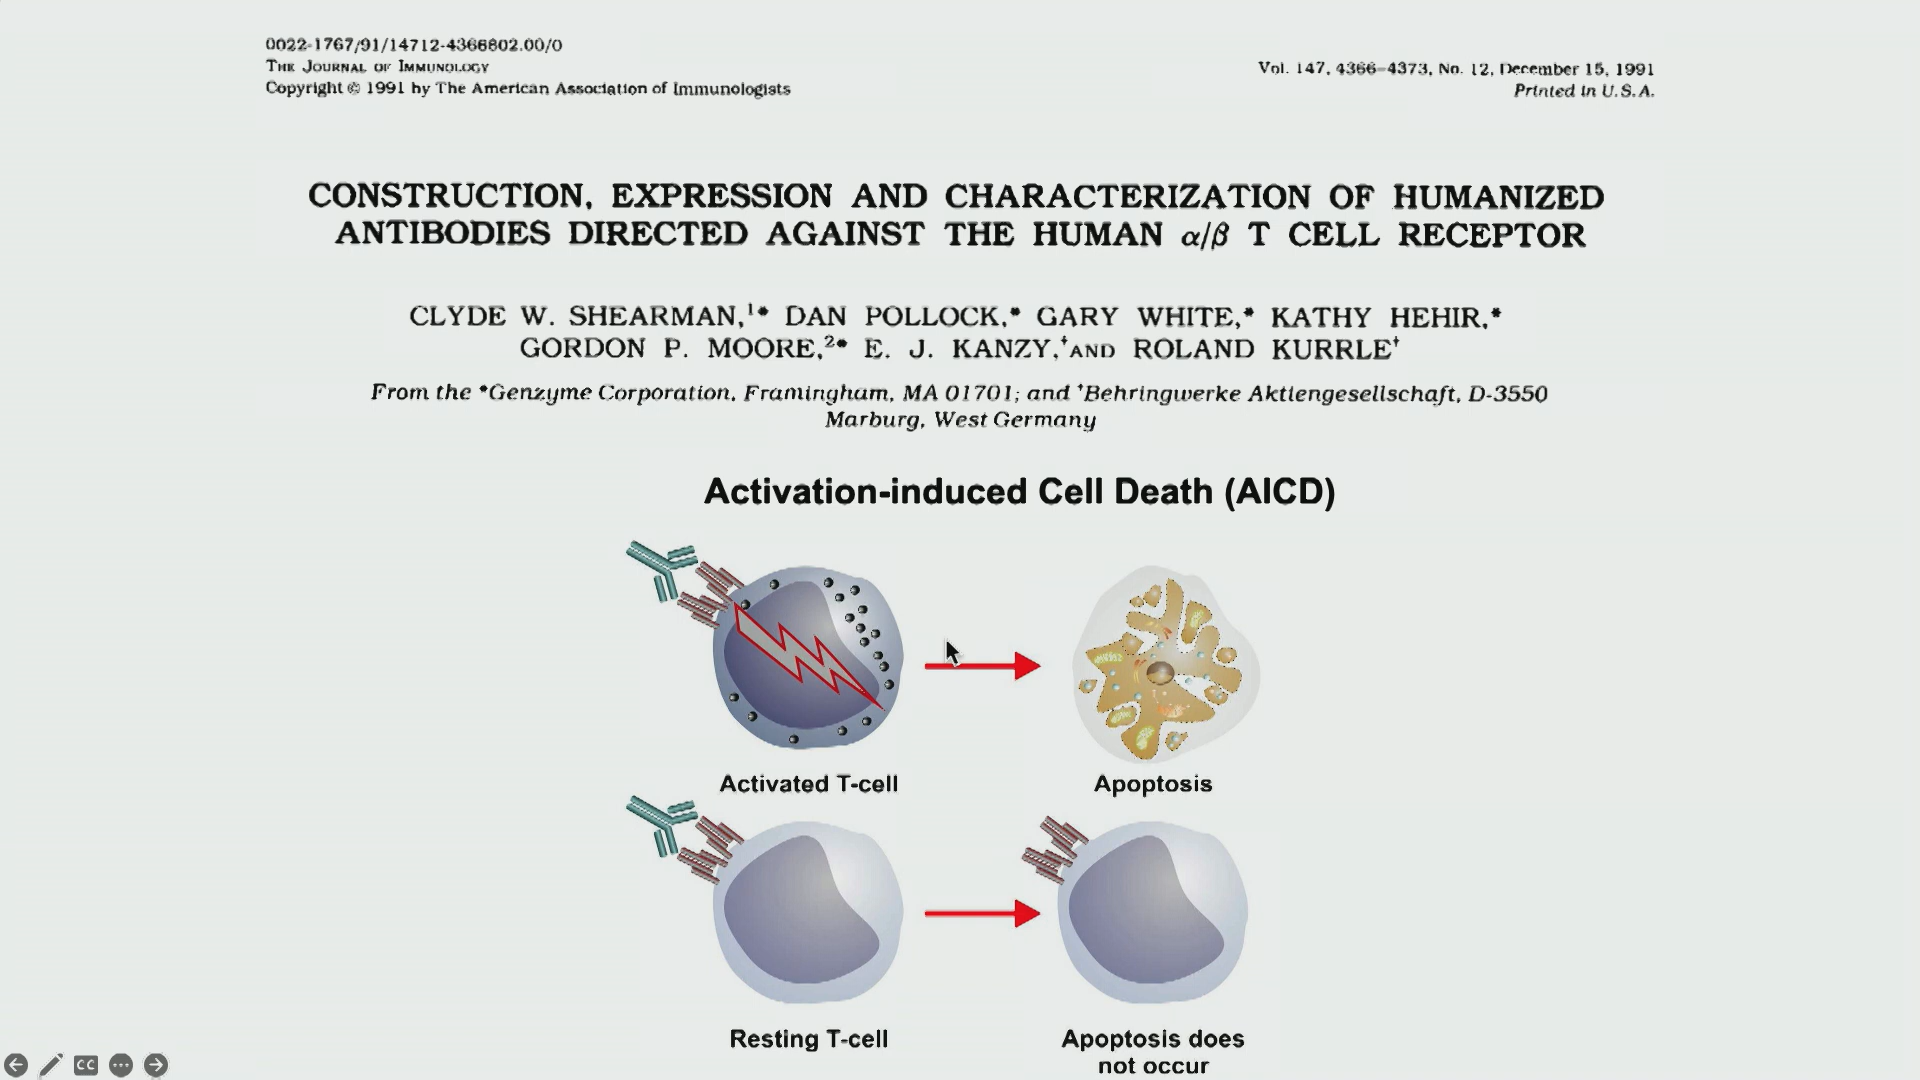 0022-1767/91/14712-4366$02.00/0
THE JOURNAL OF IMMUNOLOGY
Copyright © 1991 by The American Association of Immunologists
Vol. 147, 4366–4373, No. 12, December 15, 1991
Printed in U.S.A.
CONSTRUCTION, EXPRESSION AND CHARACTERIZATION OF HUMANIZED
ANTIBODIES DIRECTED AGAINST THE HUMAN α/β T CELL RECEPTOR
CLYDE W. SHEARMAN,¹* DAN POLLOCK,* GARY WHITE,* KATHY HEHIR,*
GORDON P. MOORE,²* E. J. KANZY,† AND ROLAND KURRLE†
From the *Genzyme Corporation, Framingham, MA 01701; and †Behringwerke Aktiengesellschaft, D-3550
Marburg, West Germany
Activation-induced Cell Death (AICD)
Activated T-cell
Apoptosis
Resting T-cell
Apoptosis does
not occur
CC